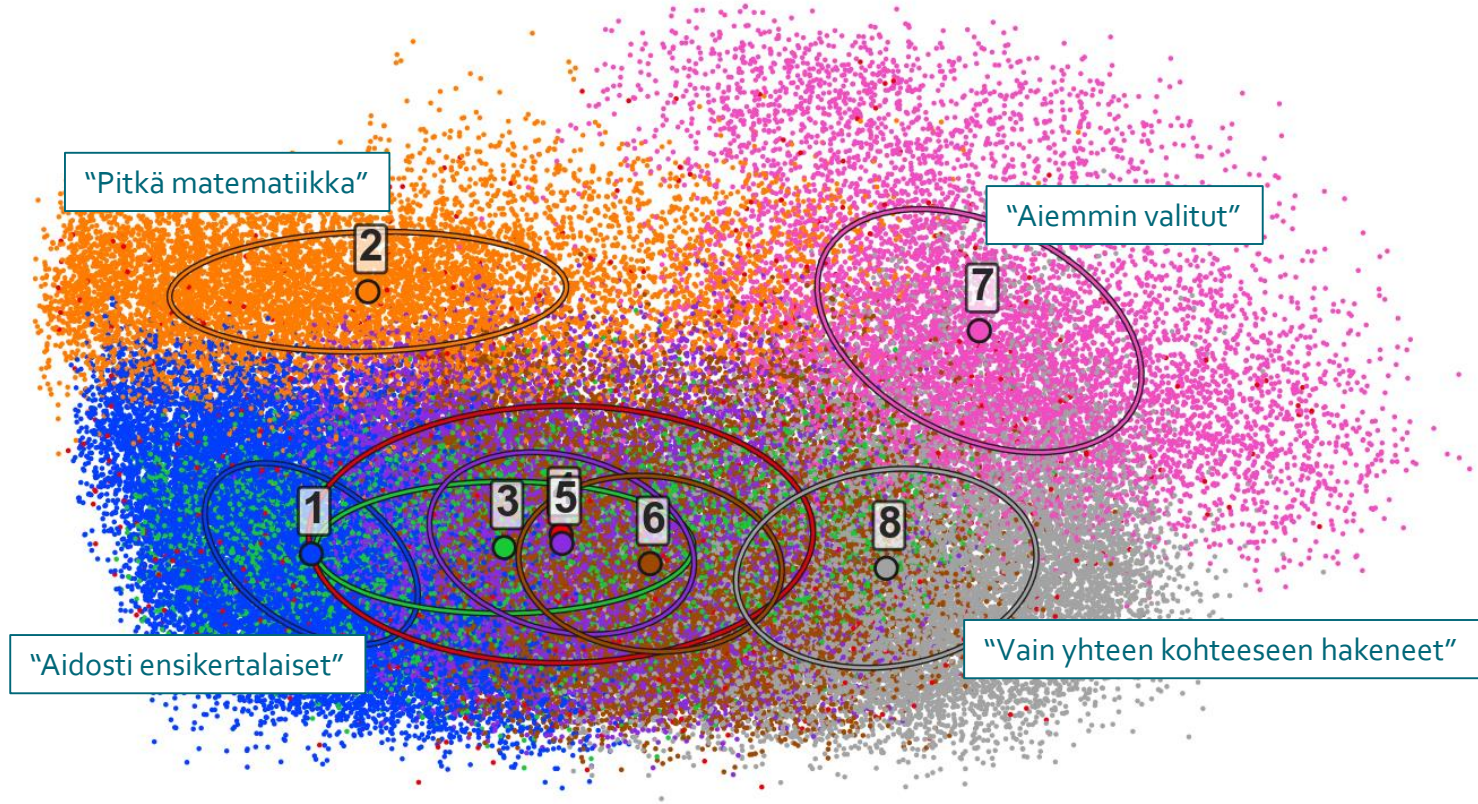 “Pitkä matematiikka”
“Aiemmin valitut”
2
7
1
3
5
6
8
“Aidosti ensikertalaiset”
“Vain yhteen kohteeseen hakeneet”